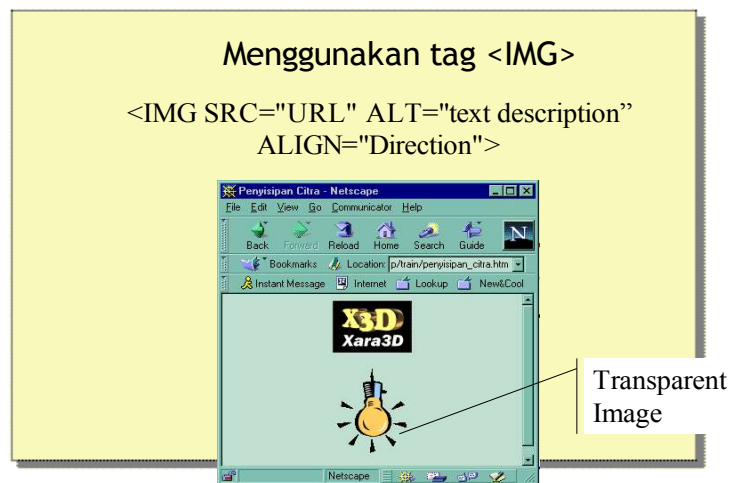 Menggunakan tag <IMG>
<IMG SRC="URL" ALT="text description”
ALIGN="Direction">
Penyisipan Citra - Netscape
File Edit View Go Communicator Help
Back Forward Reload Home Search Guide
N
Bookmarks Location: p/train/penyisipan_citra.htm
Instant Message Internet Lookup New&Cool
X3D
Xara3D
Transparent
Image
Netscape